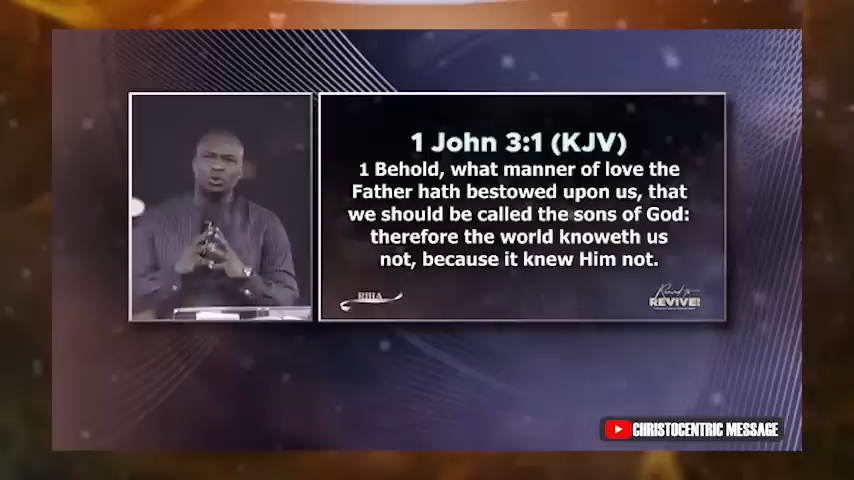 1 John 3:1 (KJV)
1 Behold, what manner of love the
Father hath bestowed upon us, that
we should be called the sons of God:
therefore the world knoweth us
not, because it knew Him not.
RIHA
REVIVE!
CHRISTOCENTRIC MESSAGE